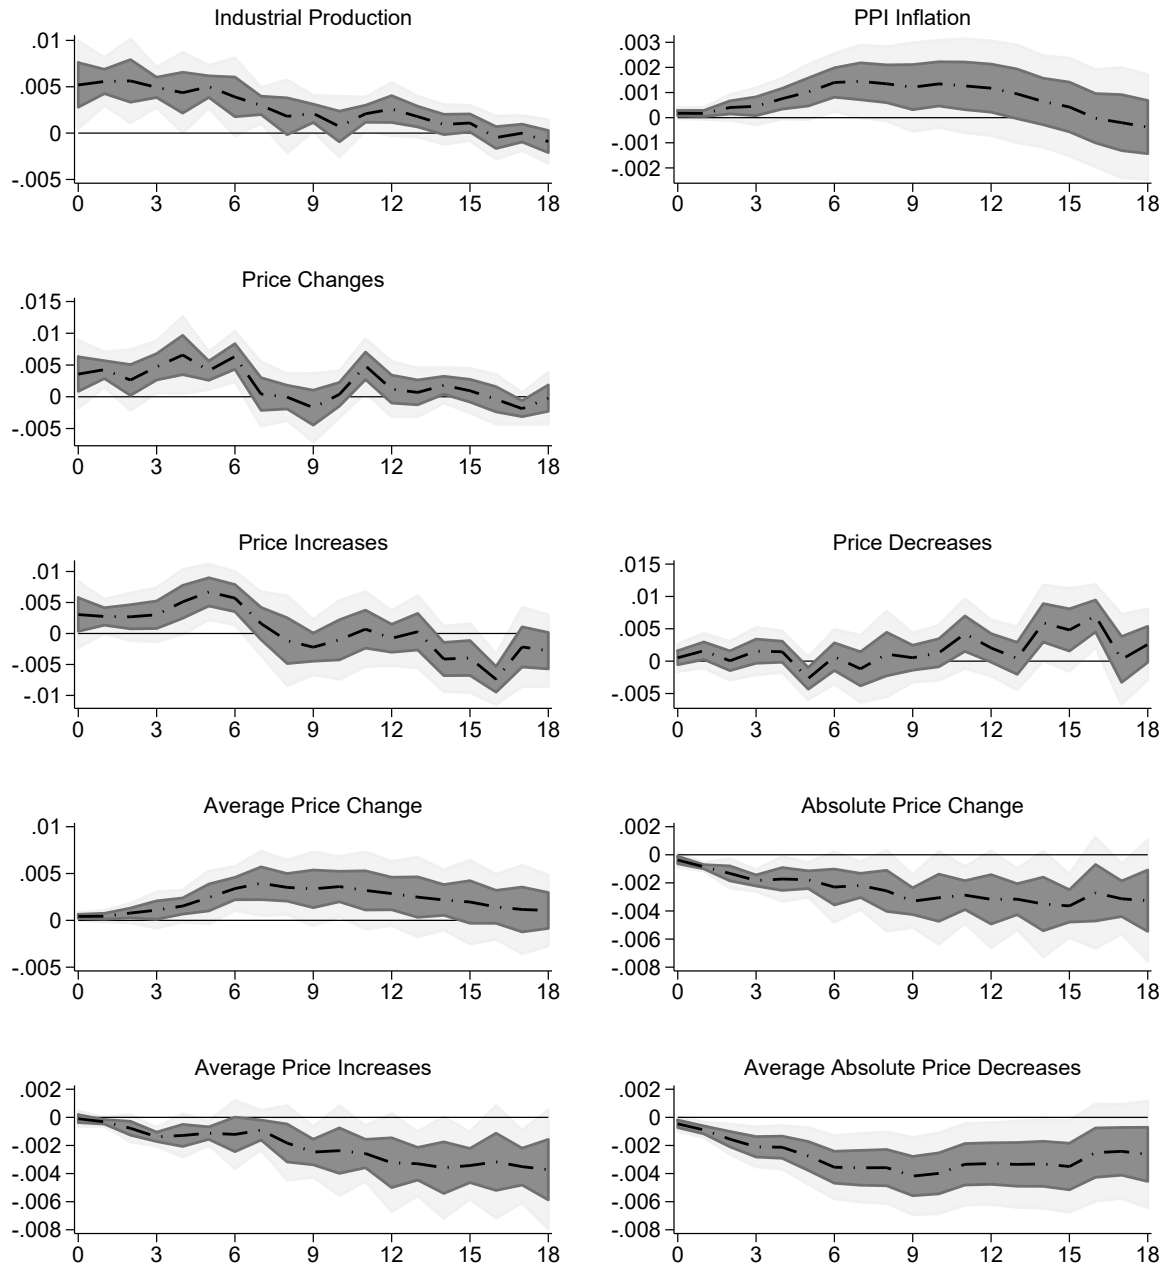 Industrial Production
.01
.005
0
-.005
0 3 6 9 12 15 18
PPI Inflation
.003
.002
.001
0
-.001
-.002
0 3 6 9 12 15 18
Price Changes
.015
.01
.005
0
-.005
0 3 6 9 12 15 18
Price Increases
.01
.005
0
-.005
-.01
0 3 6 9 12 15 18
Price Decreases
.015
.01
.005
0
-.005
0 3 6 9 12 15 18
Average Price Change
.01
.005
0
-.005
0 3 6 9 12 15 18
Absolute Price Change
.002
0
-.002
-.004
-.006
-.008
0 3 6 9 12 15 18
Average Price Increases
.002
0
-.002
-.004
-.006
-.008
0 3 6 9 12 15 18
Average Absolute Price Decreases
.002
0
-.002
-.004
-.006
-.008
0 3 6 9 12 15 18